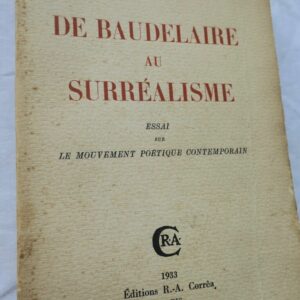 DE BAUDELAIRE
AU
SURRÉALISME
ESSAI
SUR
LE MOUVEMENT POÉTIQUE CONTEMPORAIN
CRA
1933
Éditions R.-A. Corrêa